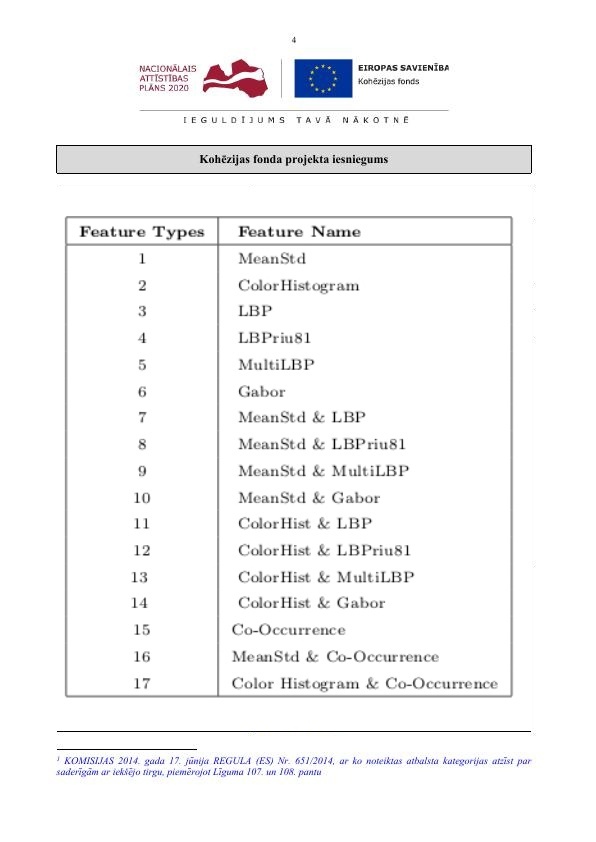 4
NACIONĀLAIS
ATTĪSTĪBAS
PLĀNS 2020
EIROPAS SAVIENĪBA
Kohēzijas fonds
IEGULDĪJUMS TAVĀ NĀKOTNĒ
Kohēzijas fonda projekta iesniegums
Feature Types Feature Name
1 MeanStd
2 ColorHistogram
3 LBP
4 LBPriu81
5 MultiLBP
6 Gabor
7 MeanStd & LBP
8 MeanStd & LBPriu81
9 MeanStd & MultiLBP
10 MeanStd & Gabor
11 ColorHist & LBP
12 ColorHist & LBPriu81
13 ColorHist & MultiLBP
14 ColorHist & Gabor
15 Co-Occurrence
16 MeanStd & Co-Occurrence
17 Color Histogram & Co-Occurrence
1 KOMISIJAS 2014. gada 17. jūnija REGULA (ES) Nr. 651/2014, ar ko noteiktas atbalsta kategorijas atzīst par
saderīgām ar iekšējo tirgu, piemērojot Līguma 107. un 108. pantu